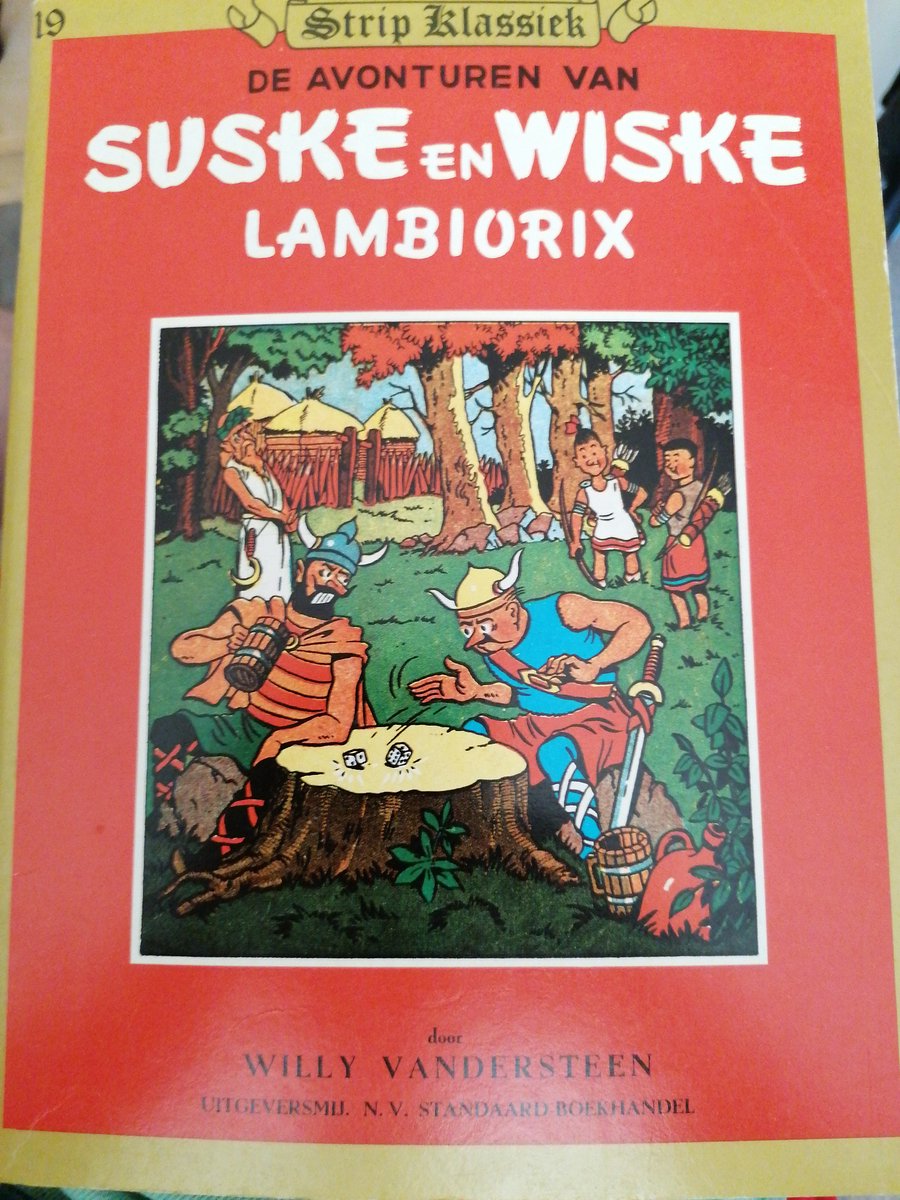 19
Strip Klassiek
DE AVONTUREN VAN
SUSKE EN WISKE
LAMBIORIX
door
WILLY VANDERSTEEN
UITGEVERSMIJ. N.V. STANDAARD-BOEKHANDEL